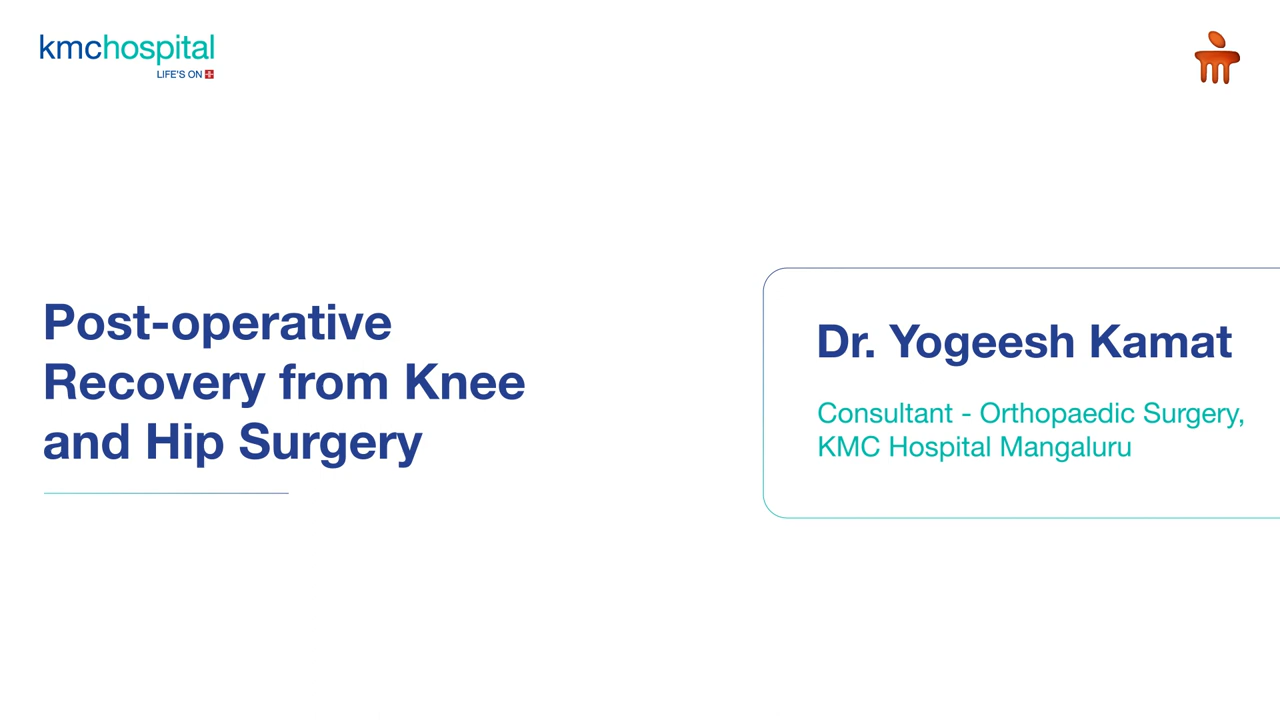 kmchospital
LIFE'S ON
Post-operative
Recovery from Knee
and Hip Surgery
Dr. Yogeesh Kamat
Consultant - Orthopaedic Surgery,
KMC Hospital Mangaluru